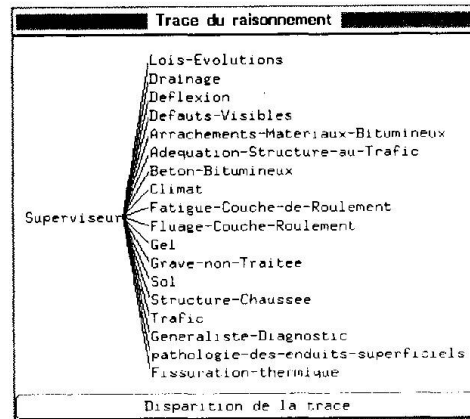 Trace du raisonnement
Lois-Evolutions
Drainage
Deflexion
Defauts-Visibles
Arrachements-Materiaux-Bitumineux
Adequation-Structure-au-Trafic
Beton-Bitumineux
Climat
Fatigue-Couche-de-Roulement
Superviseur
Fluage-Couche-Roulement
Gel
Grave-non-Traitee
Sol
Structure-Chaussee
Trafic
Generaliste-Diagnostic
pathologie-des-enduits-superficiels
Fissuration-thermique
Disparition de la trace